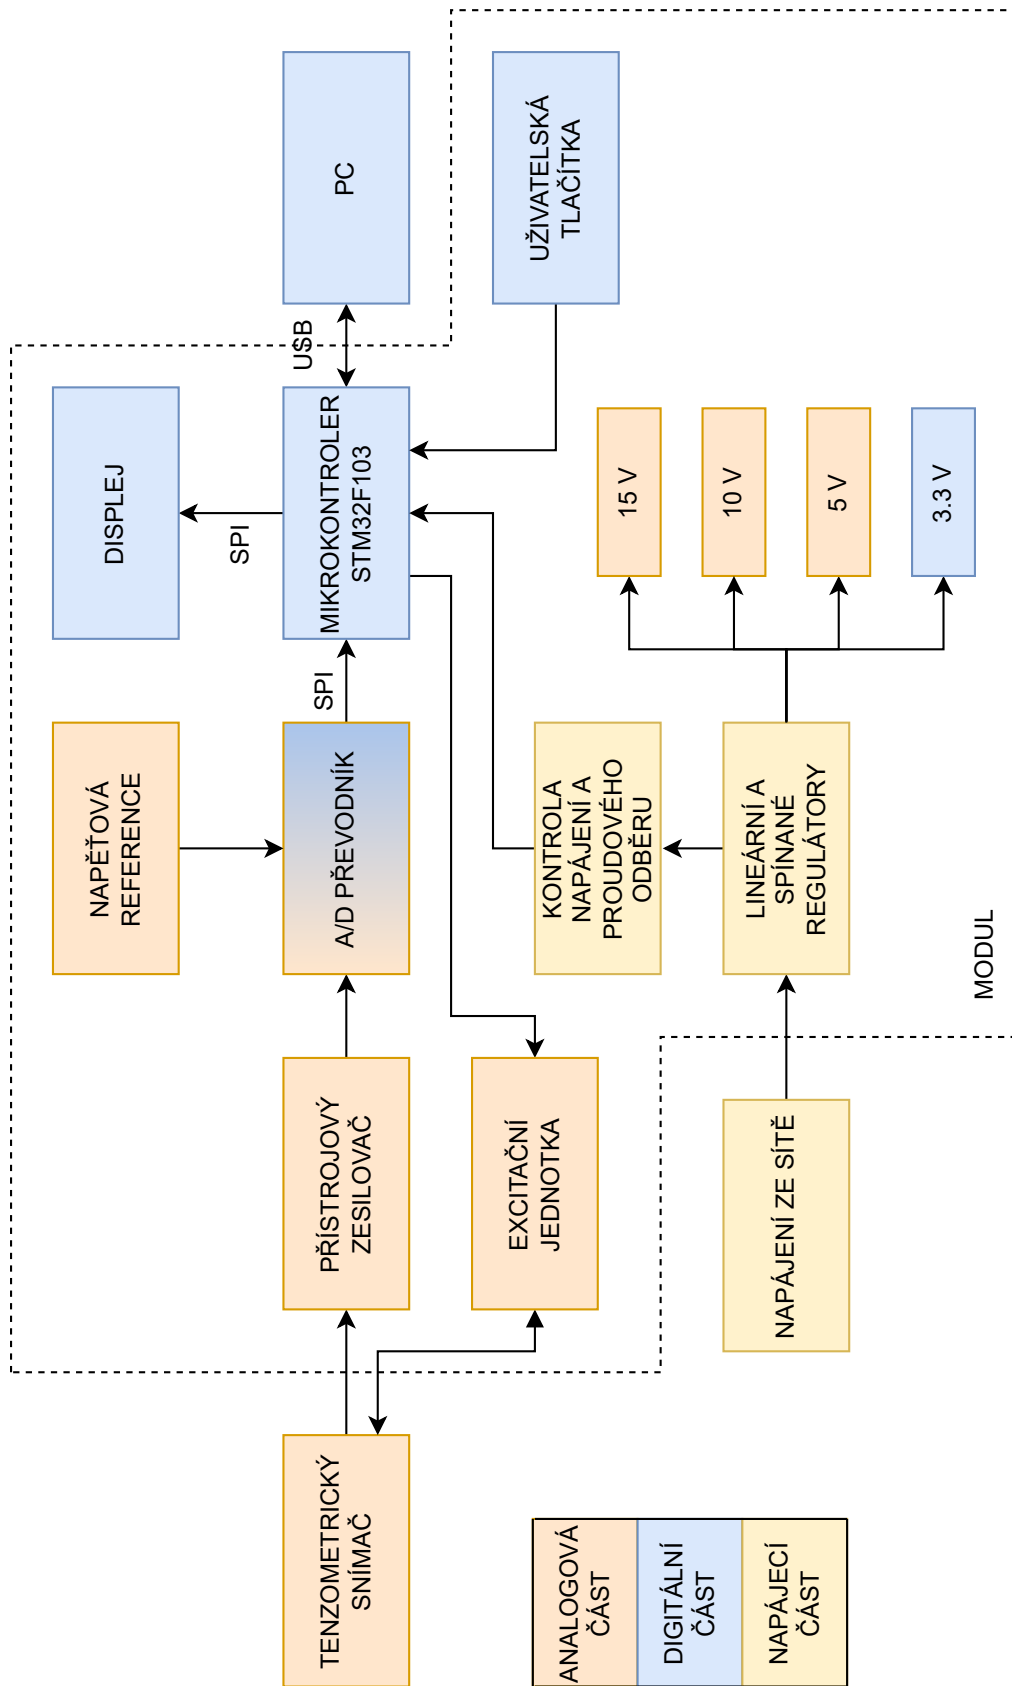 NAPĚŤOVÁ
REFERENCE
DISPLEJ
SPI
TENZOMETRICKÝ
SNÍMAČ
PŘÍSTROJOVÝ
ZESILOVAČ
A/D PŘEVODNÍK
SPI
MIKROKONTROLER
STM32F103
USB
PC
EXCITAČNÍ
JEDNOTKA
KONTROLA
NAPÁJENÍ A
PROUDOVÉHO
ODBĚRU
UŽIVATELSKÁ
TLAČÍTKA
NAPÁJENÍ ZE SÍTĚ
LINEÁRNÍ A
SPÍNANÉ
REGULÁTORY
15 V
10 V
5 V
3.3 V
ANALOGOVÁ
ČÁST
DIGITÁLNÍ
ČÁST
NAPÁJECÍ
ČÁST
MODUL